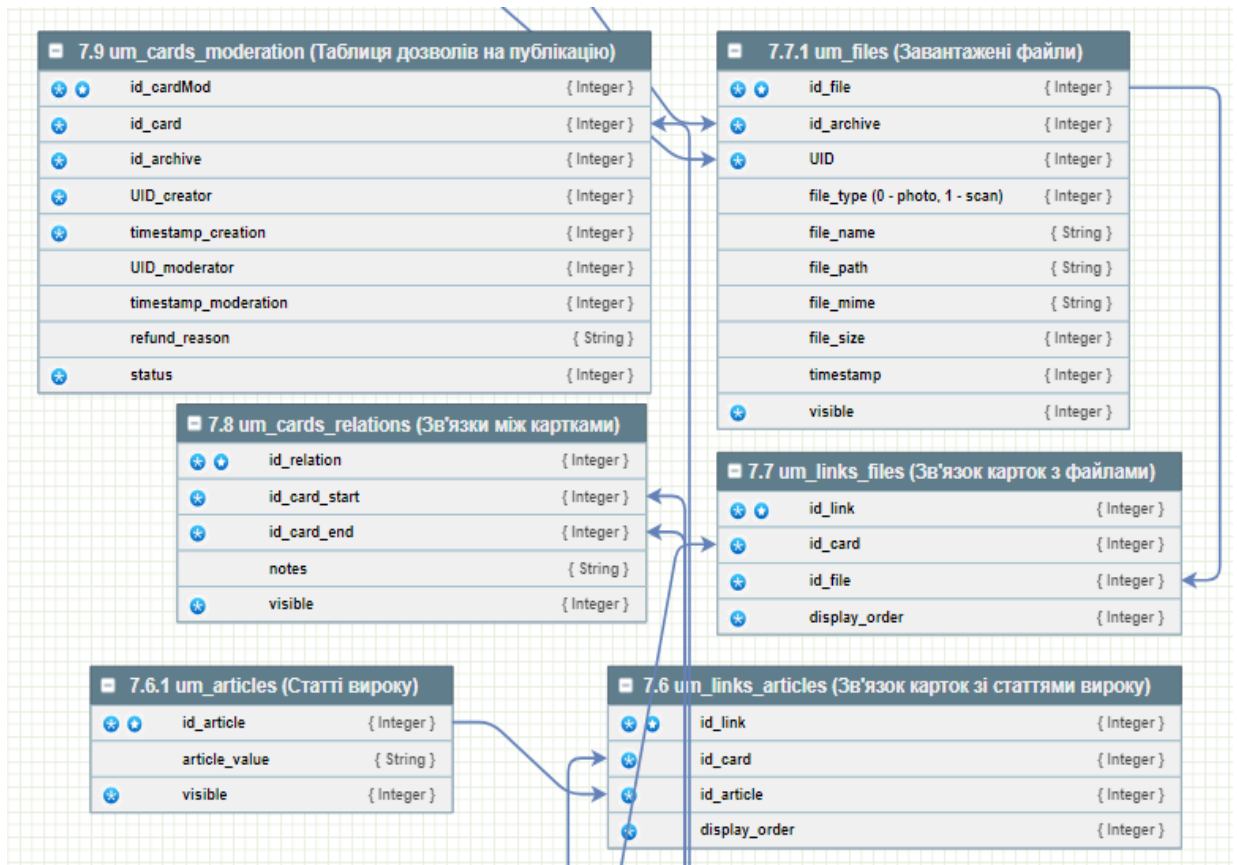 7.9 um_cards_moderation (Таблиця дозволів на публікацію)
id_cardMod { Integer }
id_card { Integer }
id_archive { Integer }
UID_creator { Integer }
timestamp_creation { Integer }
UID_moderator { Integer }
timestamp_moderation { Integer }
refund_reason { String }
status { Integer }
7.7.1 um_files (Завантажені файли)
id_file { Integer }
id_archive { Integer }
UID { Integer }
file_type (0 - photo, 1 - scan) { Integer }
file_name { String }
file_path { String }
file_mime { String }
file_size { Integer }
timestamp { Integer }
visible { Integer }
7.8 um_cards_relations (Зв'язки між картками)
id_relation { Integer }
id_card_start { Integer }
id_card_end { Integer }
notes { String }
visible { Integer }
7.7 um_links_files (Зв'язок карток з файлами)
id_link { Integer }
id_card { Integer }
id_file { Integer }
display_order { Integer }
7.6.1 um_articles (Статті вироку)
id_article { Integer }
article_value { String }
visible { Integer }
7.6 um_links_articles (Зв'язок карток зі статтями вироку)
id_link { Integer }
id_card { Integer }
id_article { Integer }
display_order { Integer }